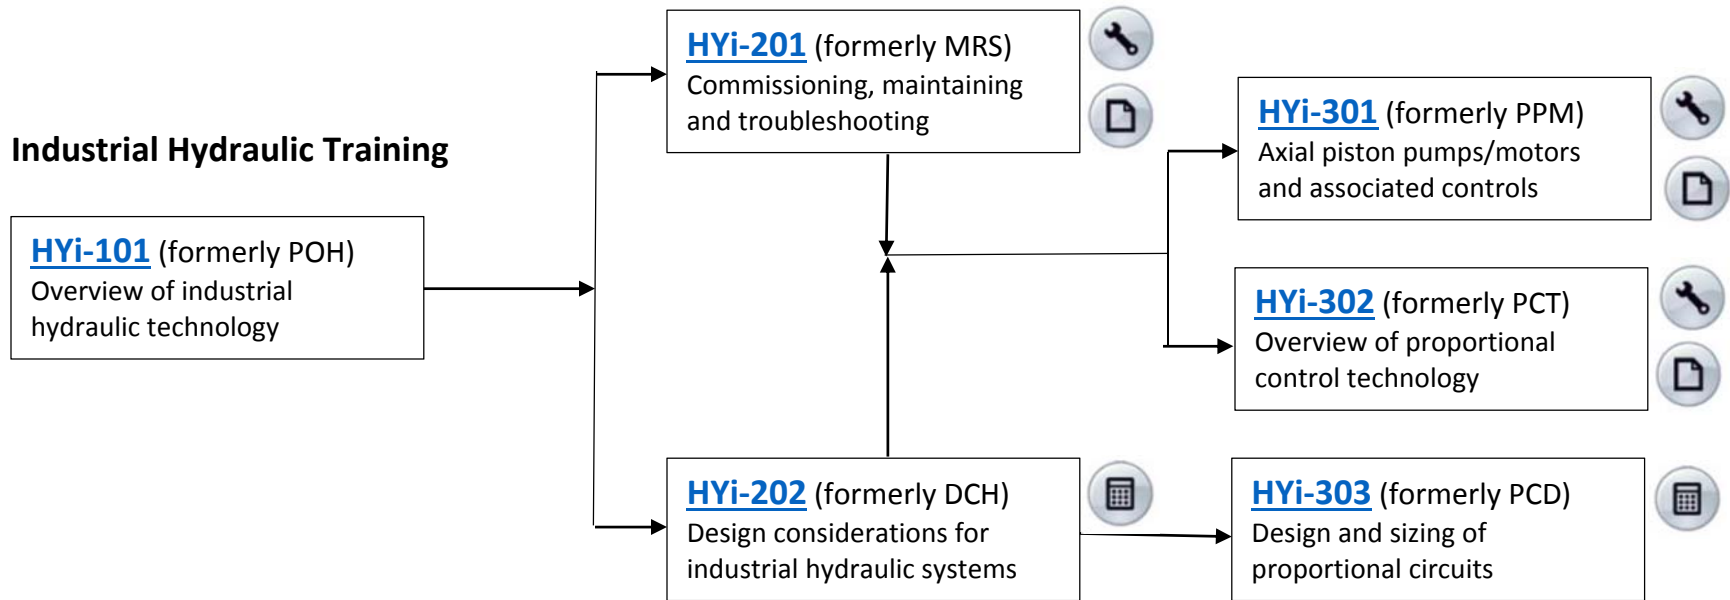 Industrial Hydraulic Training
HYi-101 (formerly POH)
Overview of industrial
hydraulic technology
HYi-201 (formerly MRS)
Commissioning, maintaining
and troubleshooting
HYi-202 (formerly DCH)
Design considerations for
industrial hydraulic systems
HYi-301 (formerly PPM)
Axial piston pumps/motors
and associated controls
HYi-302 (formerly PCT)
Overview of proportional
control technology
HYi-303 (formerly PCD)
Design and sizing of
proportional circuits